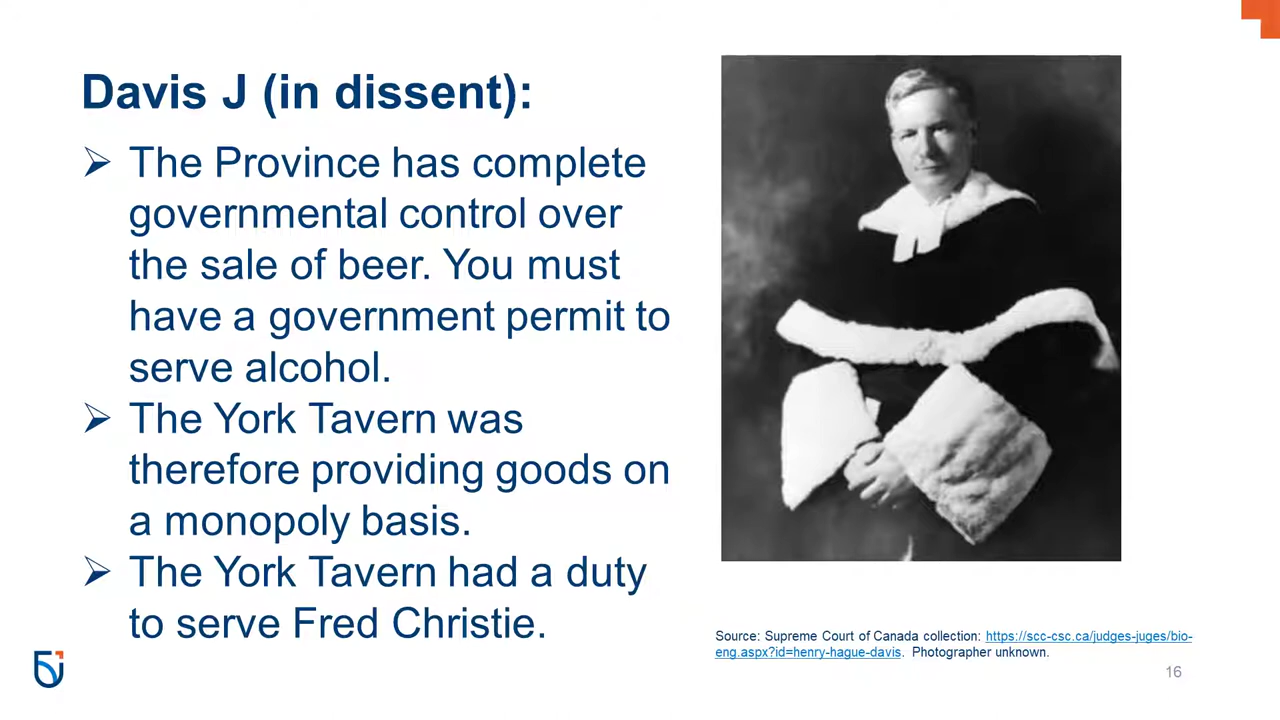 Davis J (in dissent):
➢ The Province has complete
governmental control over
the sale of beer. You must
have a government permit to
serve alcohol.
➢ The York Tavern was
therefore providing goods on
a monopoly basis.
➢ The York Tavern had a duty
to serve Fred Christie.
Source: Supreme Court of Canada collection: https://scc-csc.ca/judges-juges/bio-
eng.aspx?id=henry-hague-davis. Photographer unknown.
16